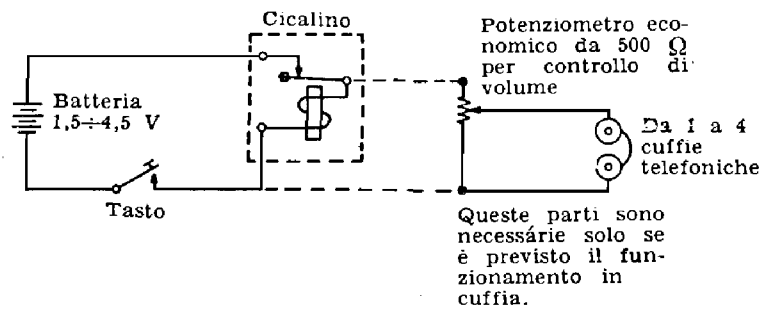 Cicalino
Potenziometro eco-
nomico da 500 Ω
per controllo di
volume
Batteria
1,5÷4,5 V
Da 1 a 4
cuffie
telefoniche
Tasto
Queste parti sono
necessárie solo se
è previsto il fun-
zionamento in
cuffia.